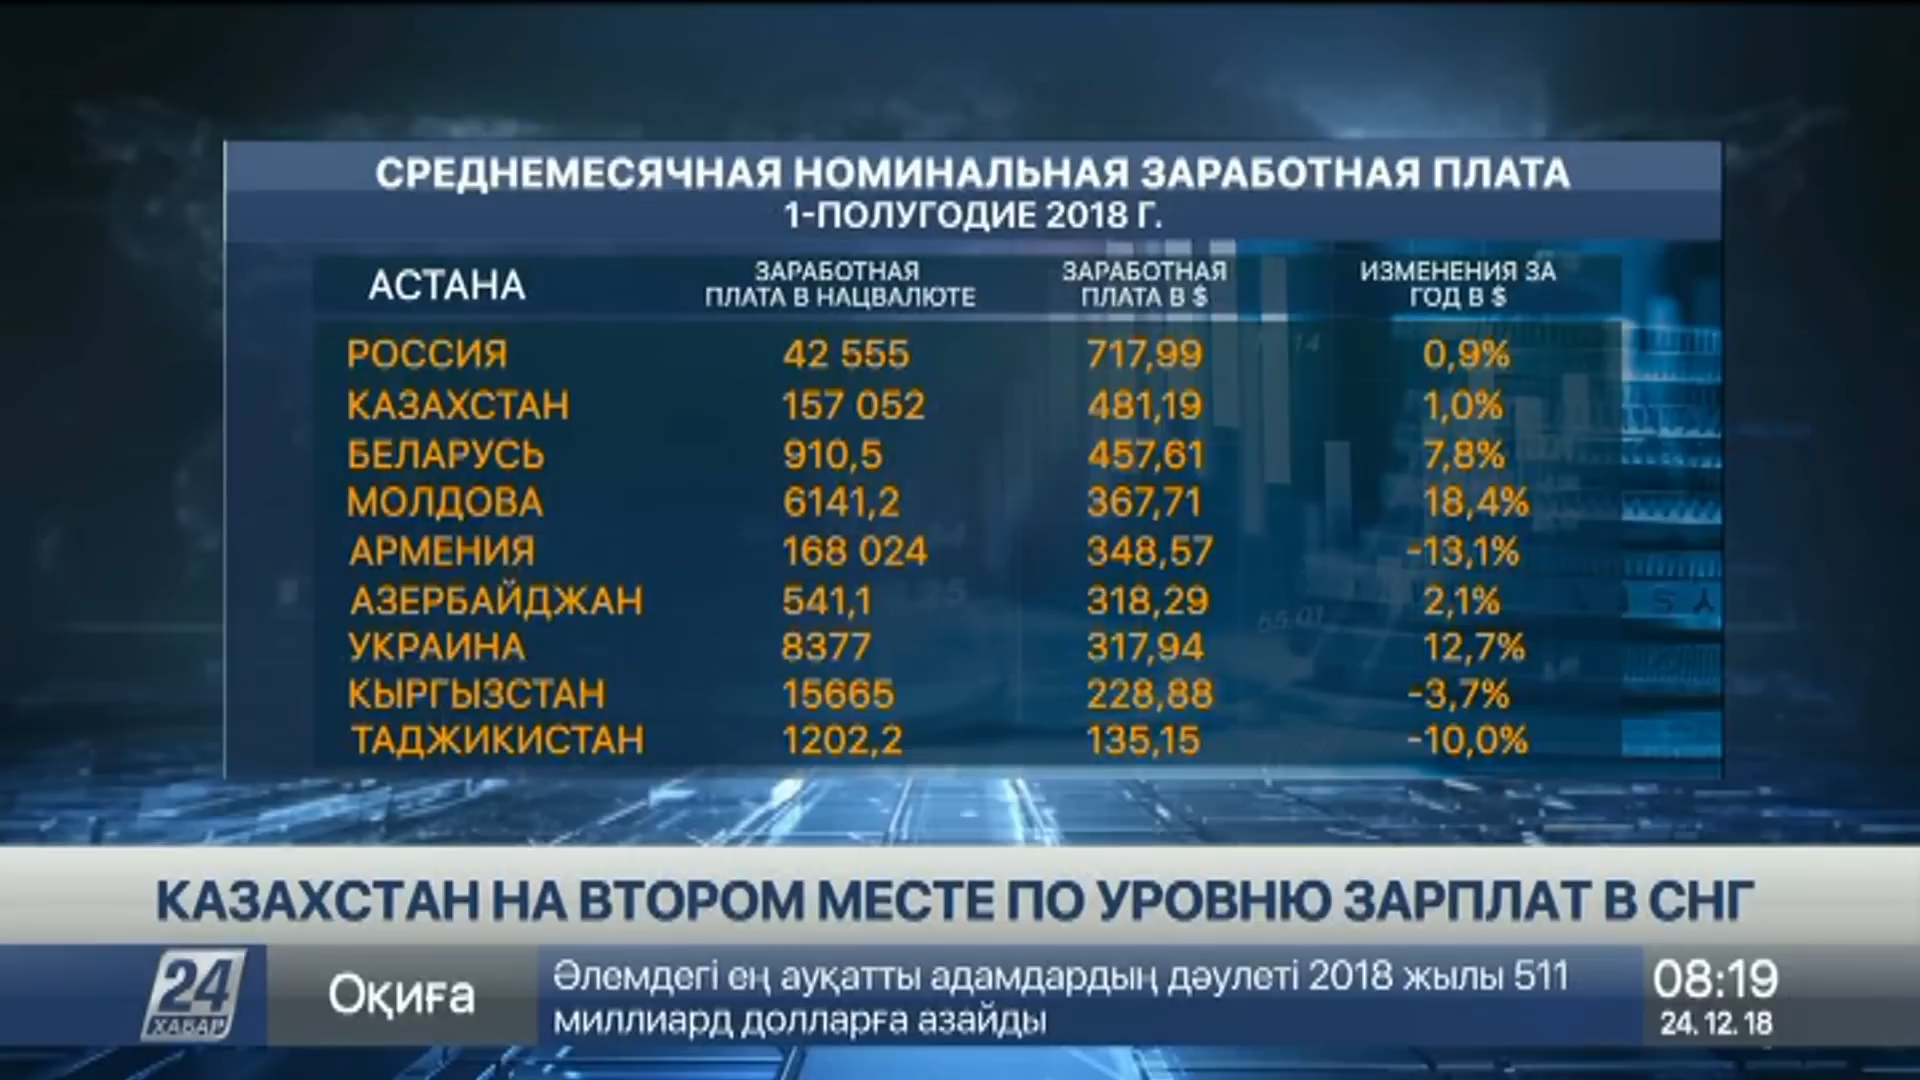 СРЕДНЕМЕСЯЧНАЯ НОМИНАЛЬНАЯ ЗАРАБОТНАЯ ПЛАТА
1-ПОЛУГОДИЕ 2018 Г.
АСТАНА ЗАРАБОТНАЯ ПЛАТА В НАЦВАЛЮТЕ ЗАРАБОТНАЯ ПЛАТА В $ ИЗМЕНЕНИЯ ЗА ГОД В $
РОССИЯ 42 555 717,99 0,9%
КАЗАХСТАН 157 052 481,19 1,0%
БЕЛАРУСЬ 910,5 457,61 7,8%
МОЛДОВА 6141,2 367,71 18,4%
АРМЕНИЯ 168 024 348,57 -13,1%
АЗЕРБАЙДЖАН 541,1 318,29 2,1%
УКРАИНА 8377 317,94 12,7%
КЫРГЫЗСТАН 15665 228,88 -3,7%
ТАДЖИКИСТАН 1202,2 135,15 -10,0%
КАЗАХСТАН НА ВТОРОМ МЕСТЕ ПО УРОВНЮ ЗАРПЛАТ В СНГ
24
ХАБАР
Оқиға
Әлемдегі ең ауқатты адамдардың дәулеті 2018 жылы 511
миллиард долларға азайды
08:19
24.12.18